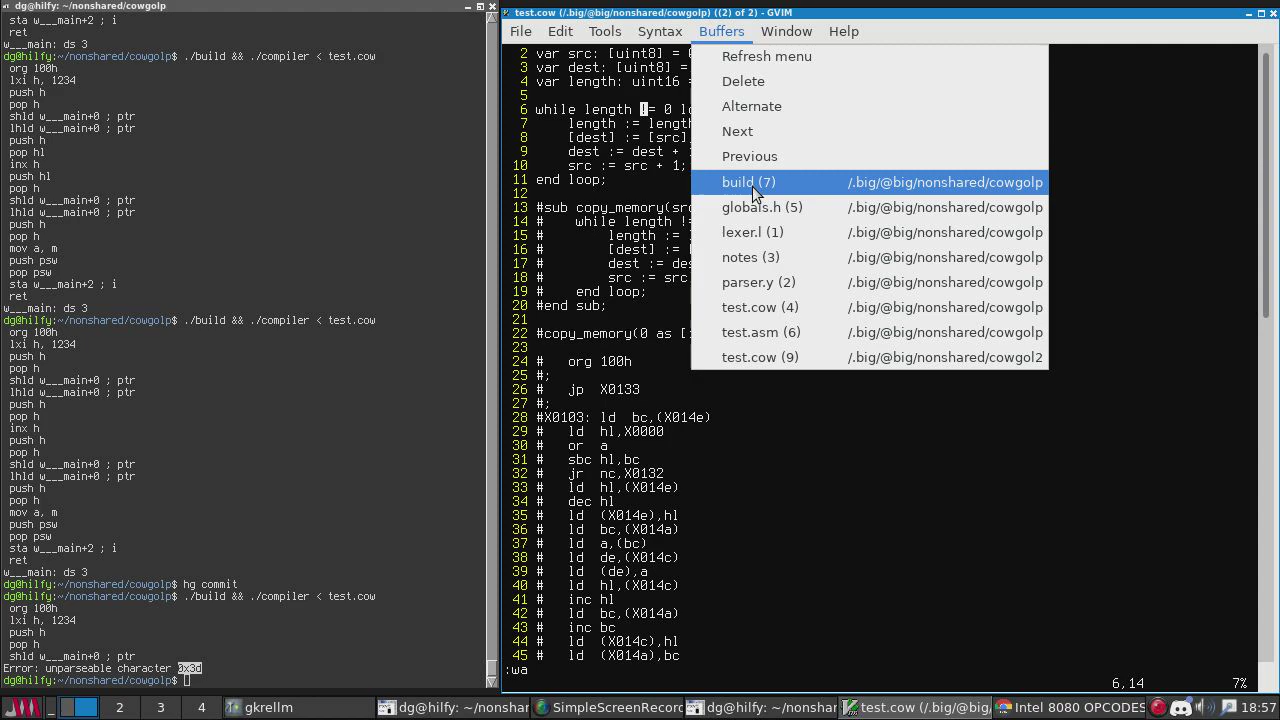 dg@hilfy: ~/nonshared/cowgolp
sta w___main+2 ; i
ret
w___main: ds 3
dg@hilfy:~/nonshared/cowgolp$ ./build && ./compiler < test.cow
org 100h
lxi h, 1234
push h
pop h
shld w___main+0 ; ptr
lhld w___main+0 ; ptr
push h
pop hl
inx h
push hl
pop h
shld w___main+0 ; ptr
lhld w___main+0 ; ptr
push h
pop h
mov a, m
push psw
pop psw
sta w___main+2 ; i
ret
w___main: ds 3
dg@hilfy:~/nonshared/cowgolp$ ./build && ./compiler < test.cow
org 100h
lxi h, 1234
push h
pop h
shld w___main+0 ; ptr
lhld w___main+0 ; ptr
push h
pop h
inx h
push h
pop h
shld w___main+0 ; ptr
lhld w___main+0 ; ptr
push h
pop h
mov a, m
push psw
pop psw
sta w___main+2 ; i
ret
w___main: ds 3
dg@hilfy:~/nonshared/cowgolp$ hg commit
dg@hilfy:~/nonshared/cowgolp$ ./build && ./compiler < test.cow
org 100h
lxi h, 1234
push h
pop h
shld w___main+0 ; ptr
Error: unparseable character 0x3d
dg@hilfy:~/nonshared/cowgolp$
test.cow (/.big/@big/nonshared/cowgolp) ((2) of 2) - GVIM
File Edit Tools Syntax Buffers Window Help
2 var src: [uint8] =
3 var dest: [uint8] =
4 var length: uint16 =
5
6 while length != 0
7 length := length
8 [dest] := [src]
9 dest := dest +
10 src := src + 1;
11 end loop;
12
13 #sub copy_memory(src
14 # while length !=
15 # length :=
16 # [dest] :=
17 # dest := des
18 # src := src
19 # end loop;
20 #end sub;
21
22 #copy_memory(0 as [
23
24 # org 100h
25 #;
26 # jp X0133
27 #;
28 #X0103: ld bc,(X014e)
29 # ld hl,X0000
30 # or a
31 # sbc hl,bc
32 # jr nc,X0132
33 # ld hl,(X014e)
34 # dec hl
35 # ld (X014e),hl
36 # ld bc,(X014a)
37 # ld a,(bc)
38 # ld de,(X014c)
39 # ld (de),a
40 # ld hl,(X014c)
41 # inc hl
42 # ld bc,(X014a)
43 # inc bc
44 # ld (X014c),hl
45 # ld (X014a),bc
:wa
6,14 7%
Refresh menu
Delete
Alternate
Next
Previous
build (7) /.big/@big/nonshared/cowgolp
globals.h (5) /.big/@big/nonshared/cowgolp
lexer.l (1) /.big/@big/nonshared/cowgolp
notes (3) /.big/@big/nonshared/cowgolp
parser.y (2) /.big/@big/nonshared/cowgolp
test.cow (4) /.big/@big/nonshared/cowgolp
test.asm (6) /.big/@big/nonshared/cowgolp
test.cow (9) /.big/@big/nonshared/cowgol2
2 3 4 gkrellm dg@hilfy: ~/nonshar SimpleScreenRecor dg@hilfy: ~/nonshar test.cow (/.big/@big/ Intel 8080 OPCODES 18:57